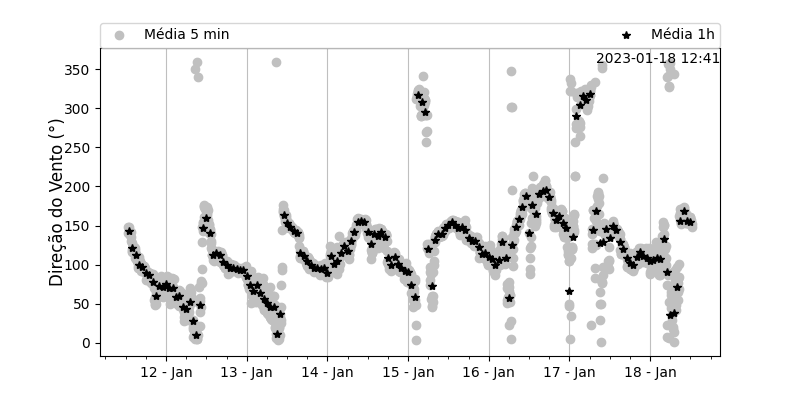 Média 5 min
Média 1h
2023-01-18 12:41
Direção do Vento (°)
350
300
250
200
150
100
50
0
12 - Jan
13 - Jan
14 - Jan
15 - Jan
16 - Jan
17 - Jan
18 - Jan